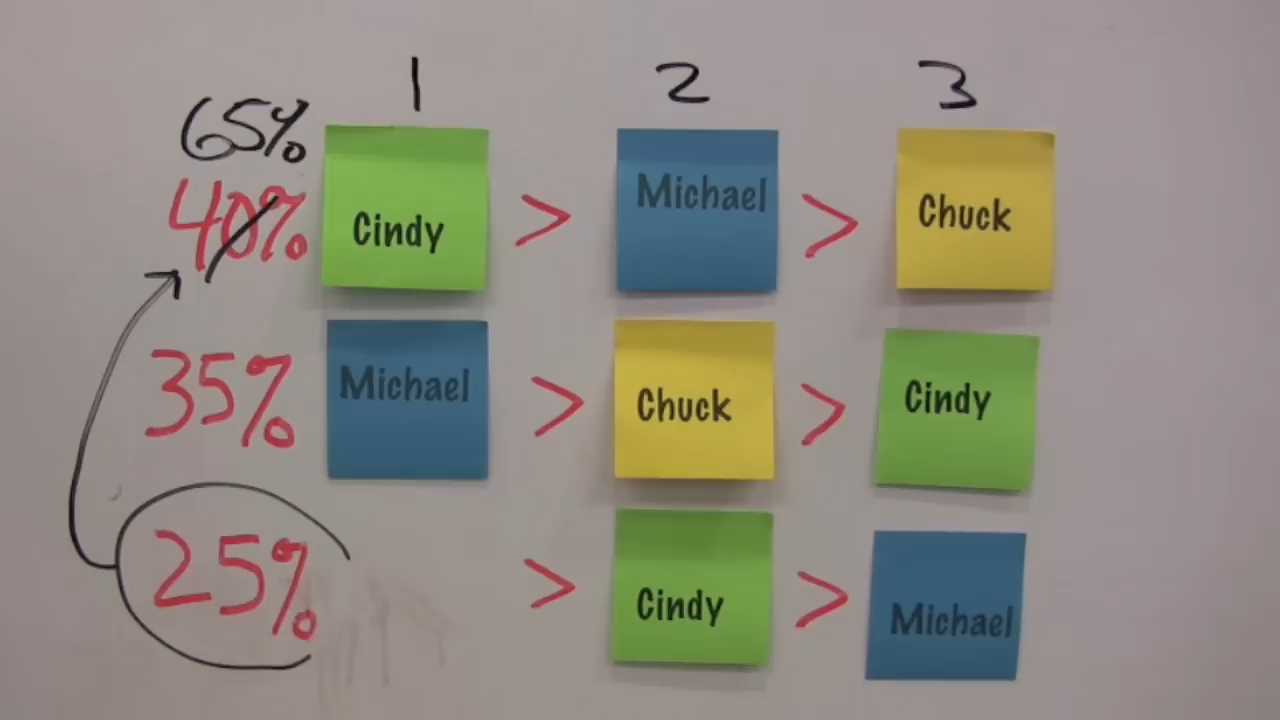 1 2 3
65%
40% Cindy > Michael > Chuck
35% Michael > Chuck > Cindy
25% > Cindy > Michael